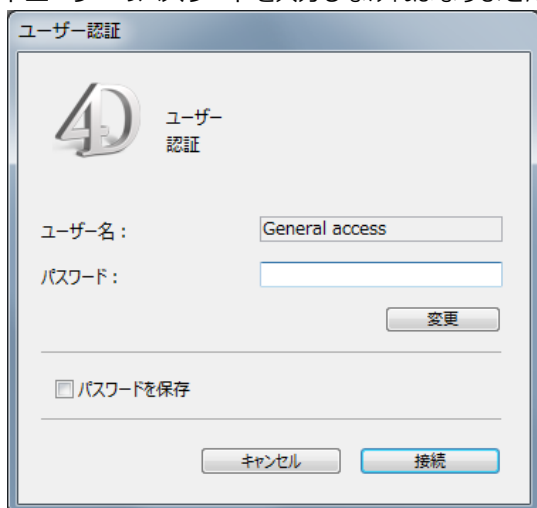 ユーザー認証
4D
ユーザー
認証
ユーザー名：
General access
パスワード：
変更
パスワードを保存
キャンセル
接続